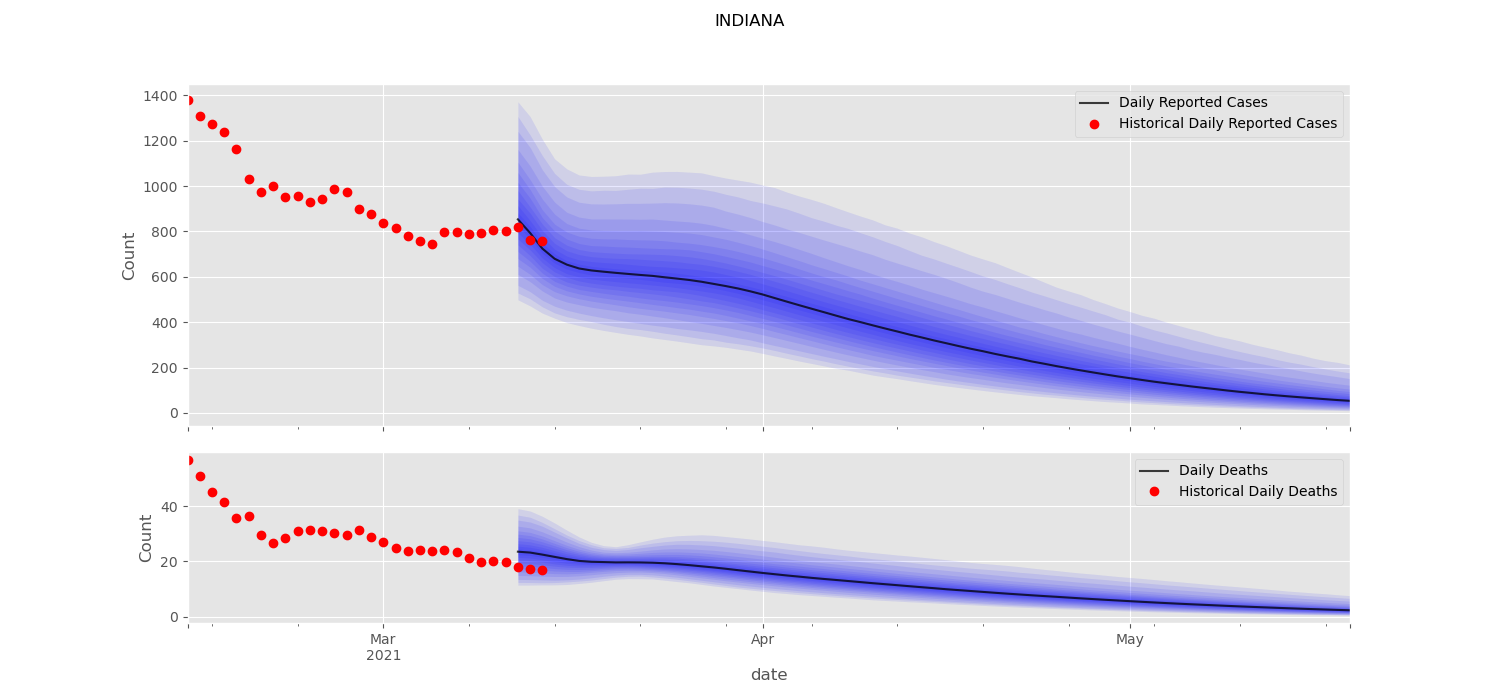 INDIANA
1400
1200
1000
800
600
400
200
0
Count
Daily Reported Cases
Historical Daily Reported Cases
40
20
0
Count
Daily Deaths
Historical Daily Deaths
Mar
2021
Apr
May
date